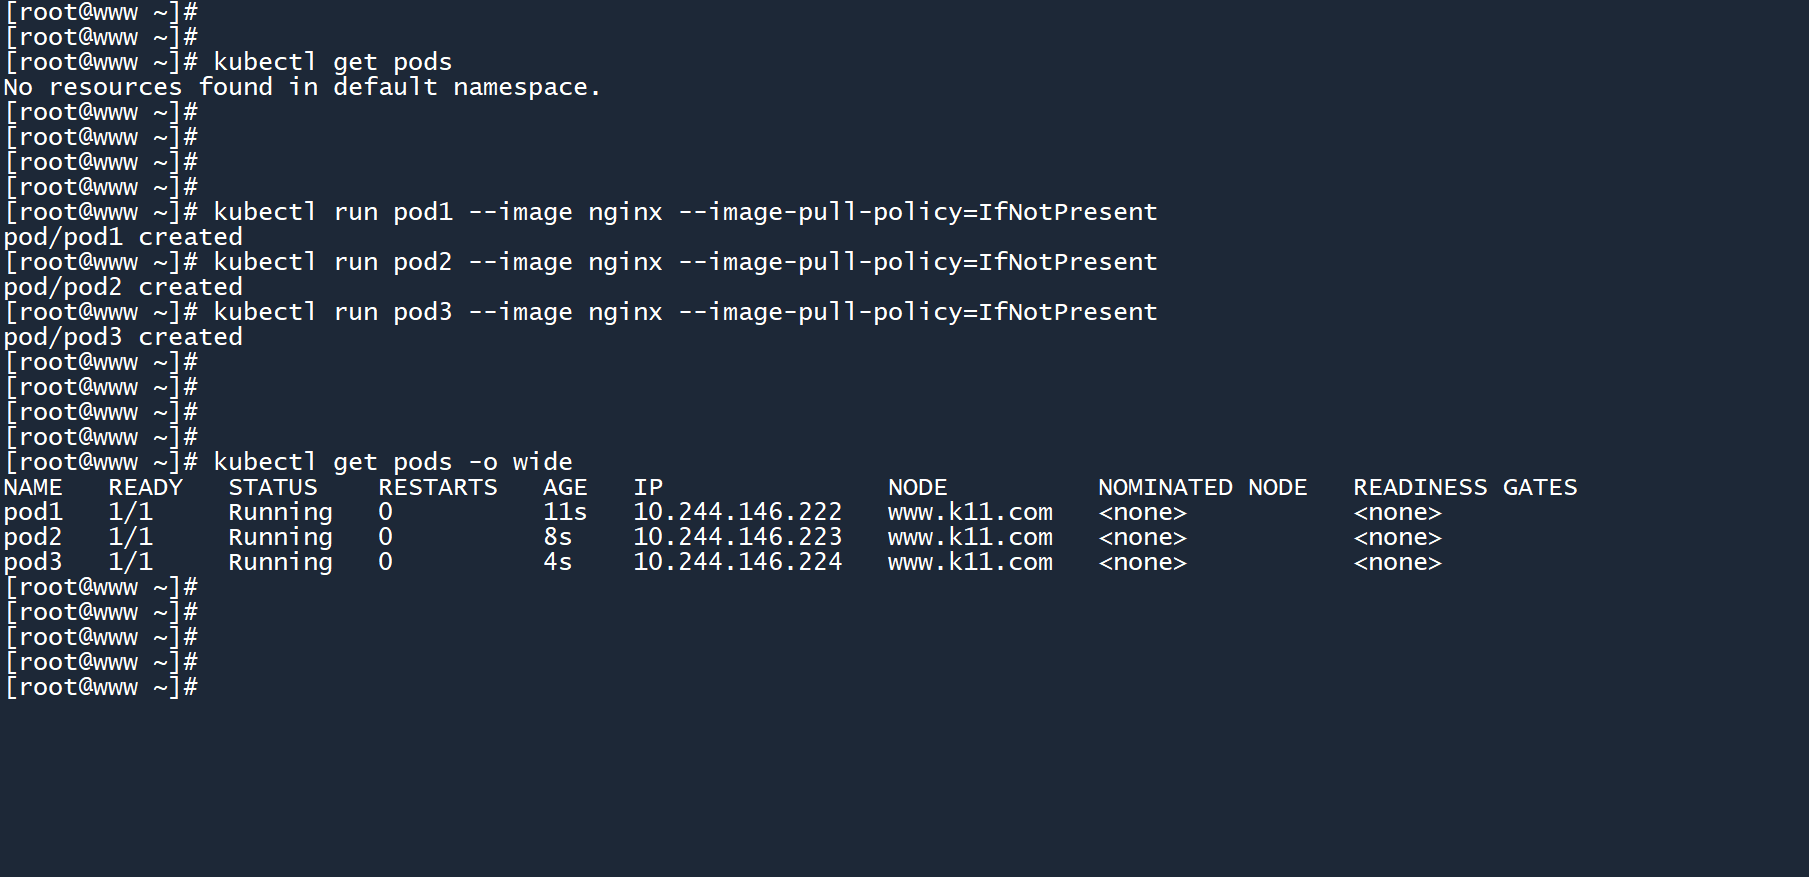 [root@www ~]#
[root@www ~]#
[root@www ~]# kubectl get pods
No resources found in default namespace.
[root@www ~]#
[root@www ~]#
[root@www ~]#
[root@www ~]#
[root@www ~]# kubectl run pod1 --image nginx --image-pull-policy=IfNotPresent
pod/pod1 created
[root@www ~]# kubectl run pod2 --image nginx --image-pull-policy=IfNotPresent
pod/pod2 created
[root@www ~]# kubectl run pod3 --image nginx --image-pull-policy=IfNotPresent
pod/pod3 created
[root@www ~]#
[root@www ~]#
[root@www ~]#
[root@www ~]#
[root@www ~]# kubectl get pods -o wide
NAME   READY   STATUS    RESTARTS   AGE   IP               NODE          NOMINATED NODE   READINESS GATES
pod1   1/1     Running   0          11s   10.244.146.222   www.k11.com   <none>           <none>
pod2   1/1     Running   0          8s    10.244.146.223   www.k11.com   <none>           <none>
pod3   1/1     Running   0          4s    10.244.146.224   www.k11.com   <none>           <none>
[root@www ~]#
[root@www ~]#
[root@www ~]#
[root@www ~]#
[root@www ~]#